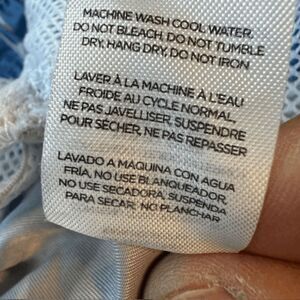 MACHINE WASH COOL WATER.
DO NOT BLEACH. DO NOT TUMBLE
DRY, HANG DRY. DO NOT IRON
LAVER À LA MACHINE À L'EAU
FROIDE AU CYCLE NORMAL,
NE PAS JAVELLISER, SUSPENDRE
POUR SÉCHER, NE PAS REPASSER
LAVADO A MAQUINA CON AGUA
FRÍA, NO USE BLANQUEADOR,
NO USE SECADORA, SUSPENDA
PARA SECAR. NO PLANCHAR